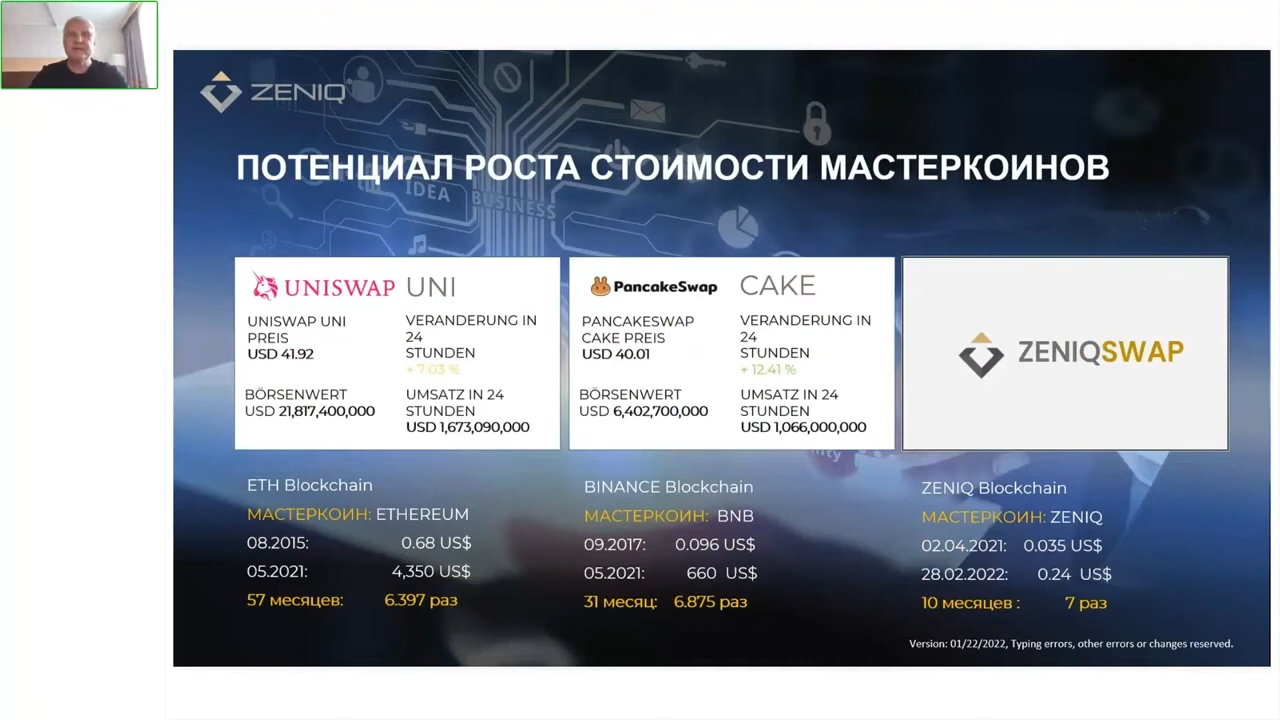 ZENIQ
ПОТЕНЦИАЛ РОСТА СТОИМОСТИ МАСТЕРКОИНОВ
IDEA
BUSINESS
UNISWAP UNI
UNISWAP UNI
PREIS
USD 41.92
VERANDERUNG IN
24
STUNDEN
+ 7.03 %
BÖRSENWERT
USD 21,817,400,000
UMSATZ IN 24
STUNDEN
USD 1,673,090,000
PancakeSwap CAKE
PANCAKESWAP
CAKE PREIS
USD 40.01
VERANDERUNG IN
24
STUNDEN
+ 12.41 %
BÖRSENWERT
USD 6,402,700,000
UMSATZ IN 24
STUNDEN
USD 1,066,000,000
ZENIQSWAP
ETH Blockchain
МАСТЕРКОИН: ETHEREUM
08.2015: 0.68 US$
05.2021: 4,350 US$
57 месяцев: 6.397 раз
BINANCE Blockchain
МАСТЕРКОИН: BNB
09.2017: 0.096 US$
05.2021: 660 US$
31 месяц: 6.875 раз
ZENIQ Blockchain
МАСТЕРКОИН: ZENIQ
02.04.2021: 0.035 US$
28.02.2022: 0.24 US$
10 месяцев : 7 раз
Version: 01/22/2022, Typing errors, other errors or changes reserved.